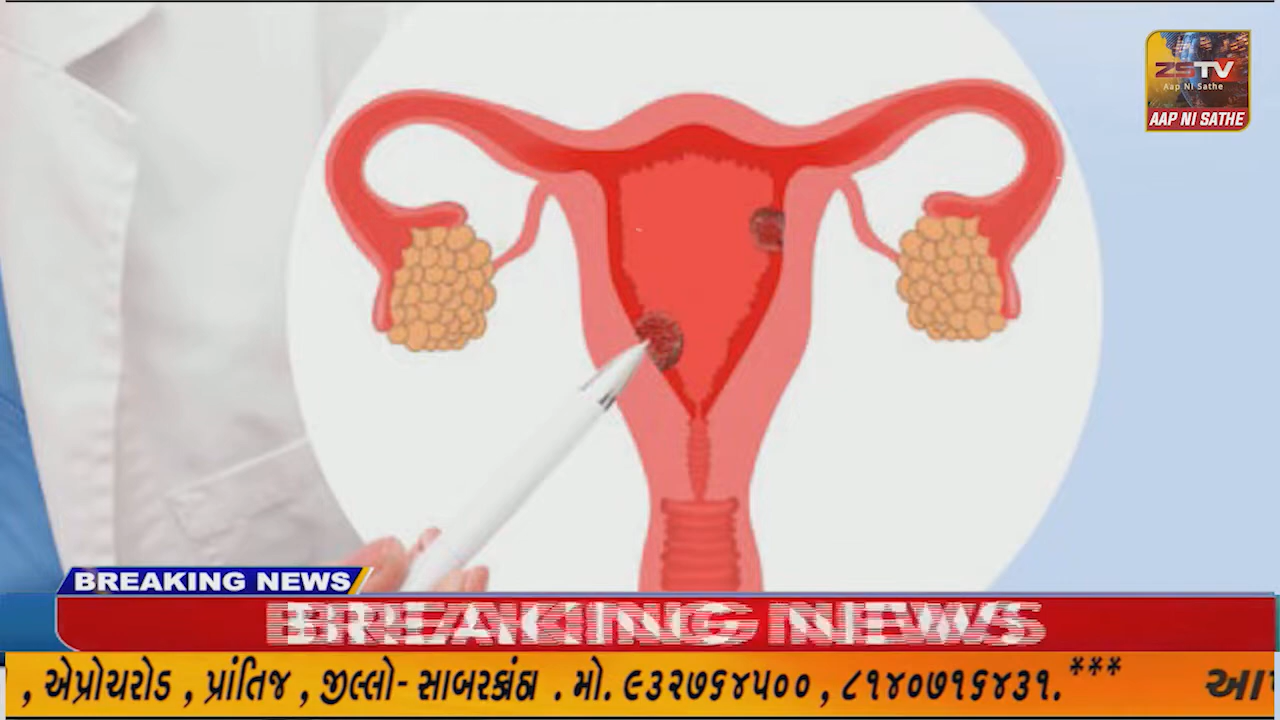 ZSTV
Aap Ni Sathe
AAP NI SATHE
BREAKING NEWS
BREAKING NEWS
, એપ્રોચરોડ , પ્રાંતિજ , જીલ્લો- સાબરકાંઠા . મો. ૯૩૨૭૬૪૫૦૦ , ૮૧૪૦૭૧૬૪૩૧. ***